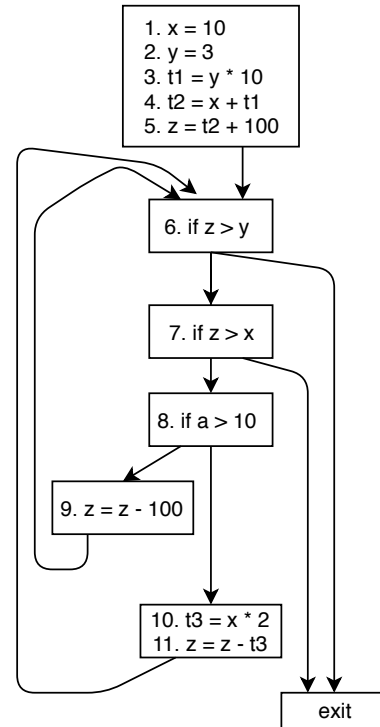 1. x = 10
2. y = 3
3. t1 = y * 10
4. t2 = x + t1
5. z = t2 + 100
6. if z > y
7. if z > x
8. if a > 10
9. z = z - 100
10. t3 = x * 2
11. z = z - t3
exit